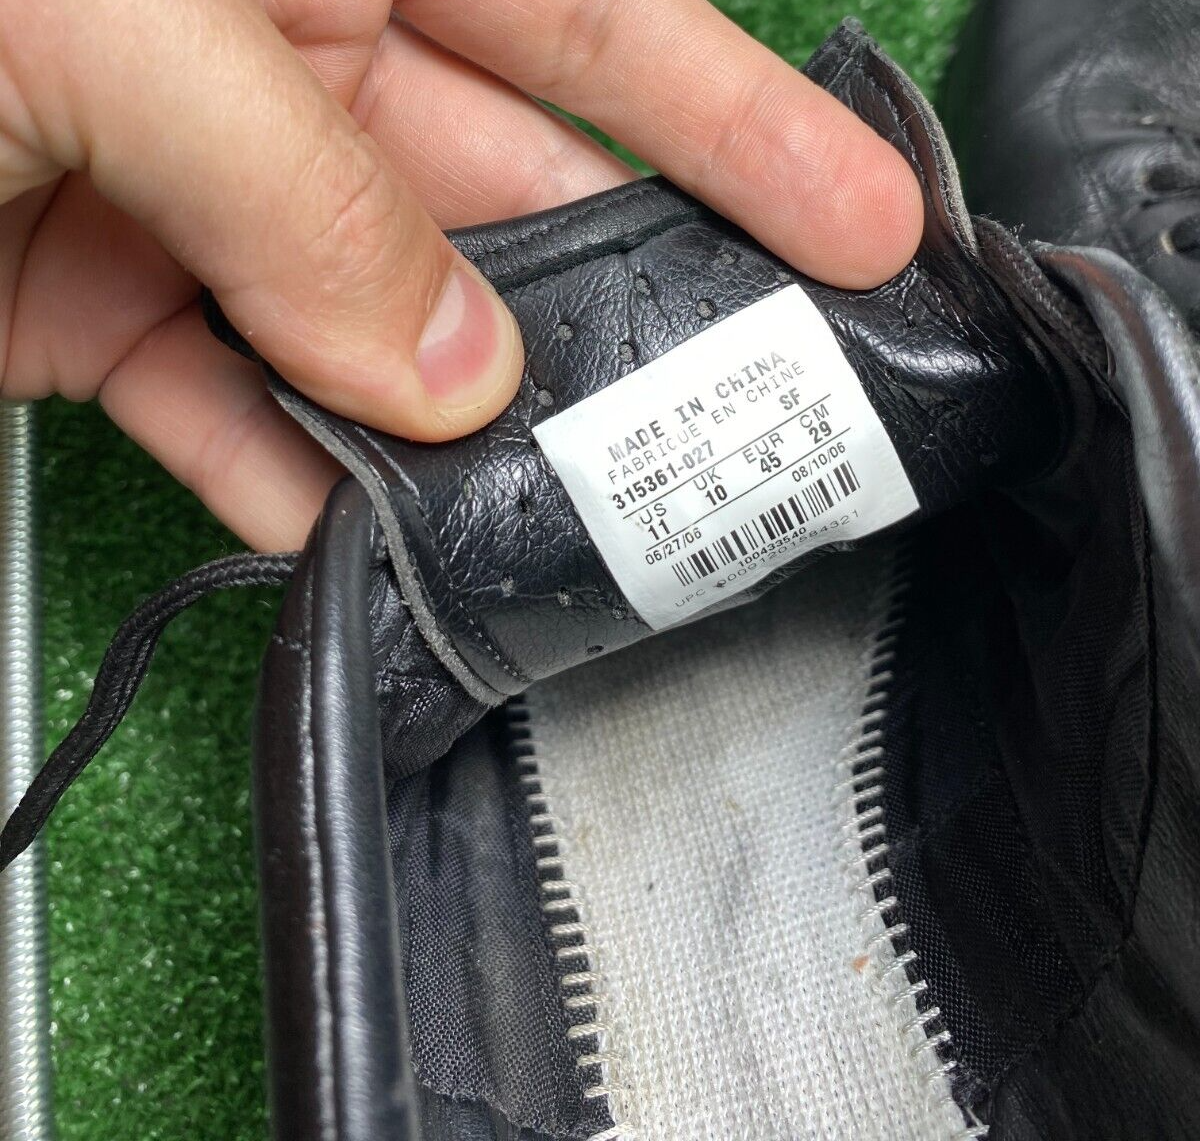 MADE IN CHINA
FABRIQUE EN CHINE
315361-027 SF
US UK EUR CM
11 10 45 29
06/27/06 08/10/06
100433540
UPC 00091201584321